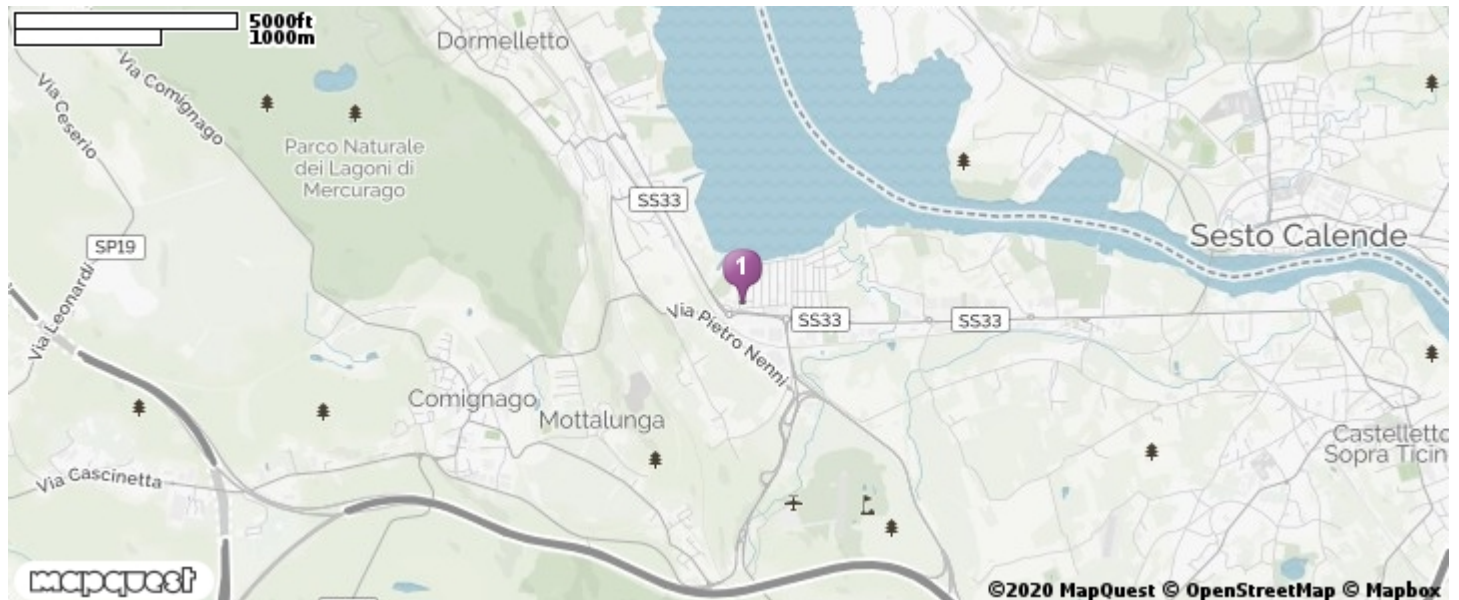 5000ft
1000m
Dormelletto
Via Comignago
Via Ceserio
Parco Naturale
dei Lagoni di
Mercurago
SS33
SP19
Sesto Calende
1
Via Leonardi
Via Pietro Nenni
SS33
SS33
Comignago
Mottalunga
Castelletto
Sopra Ticin
Via Cascinetta
mapquest
©2020 MapQuest © OpenStreetMap © Mapbox